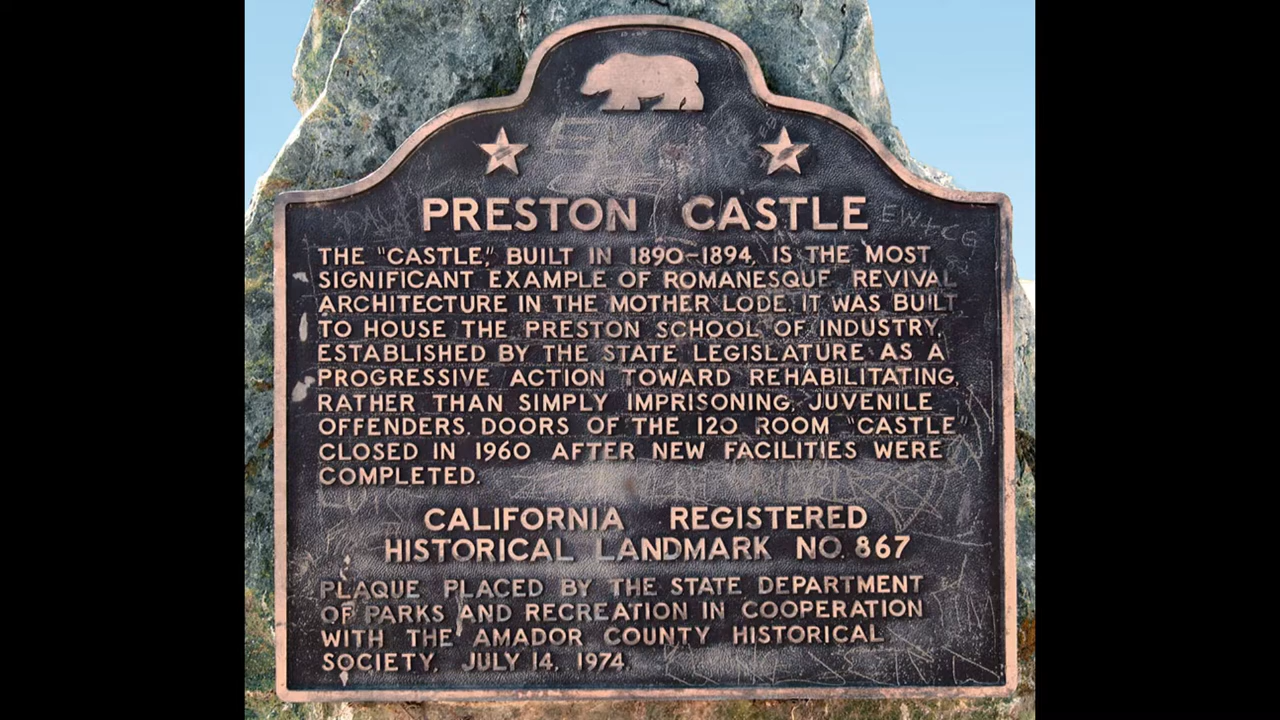 PRESTON CASTLE
EW+CG
THE "CASTLE," BUILT IN 1890-1894, IS THE MOST
SIGNIFICANT EXAMPLE OF ROMANESQUE REVIVAL
ARCHITECTURE IN THE MOTHER LODE. IT WAS BUILT
TO HOUSE THE PRESTON SCHOOL OF INDUSTRY,
ESTABLISHED BY THE STATE LEGISLATURE AS A
PROGRESSIVE ACTION TOWARD REHABILITATING,
RATHER THAN SIMPLY IMPRISONING, JUVENILE
OFFENDERS. DOORS OF THE 120 ROOM "CASTLE"
CLOSED IN 1960 AFTER NEW FACILITIES WERE
COMPLETED.
CALIFORNIA REGISTERED
HISTORICAL LANDMARK NO. 867
PLAQUE PLACED BY THE STATE DEPARTMENT
OF PARKS AND RECREATION IN COOPERATION
WITH THE AMADOR COUNTY HISTORICAL
SOCIETY, JULY 14, 1974.